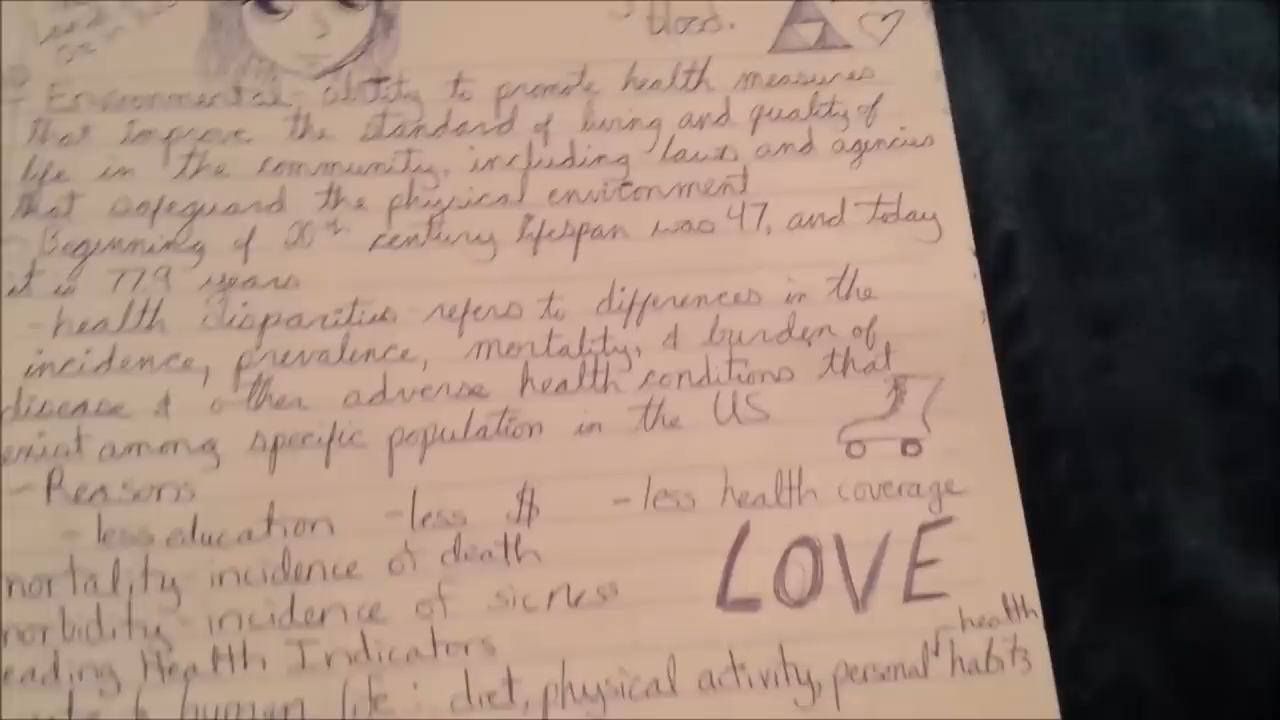 blood.
- Environmental- ability to promote health measures
that improve the standard of living and quality of
life in the community, including laws and agencies
that safeguard the physical environment
- Beginning of 20th century lifespan was 47, and today
it is 77.9 years
- health disparities - refers to differences in the
incidence, prevalence, mortality, & burden of
disease & other adverse health conditions that
exist among specific population in the US
- Reasons
- less education - less $ - less health coverage
mortality incidence of death
LOVE
morbidity incidence of sicness
eading Health Indicators
health
human life : diet, physical activity, personal habits